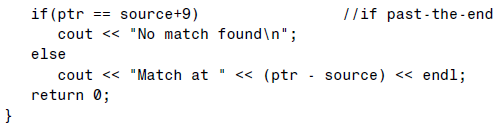 if(ptr == source+9)                //if past-the-end
   cout << "No match found\n";
else
   cout << "Match at " << (ptr - source) << endl;
return 0;
}